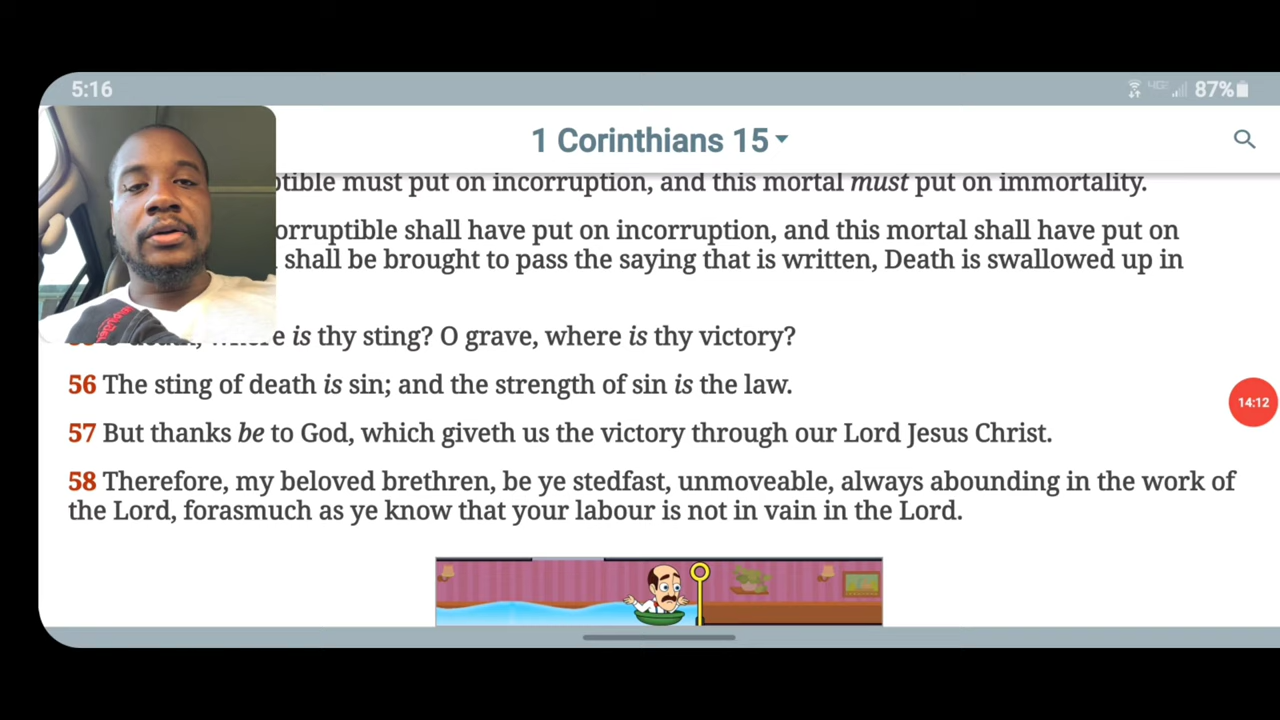 5:16
4GE 87%
1 Corinthians 15
ptible must put on incorruption, and this mortal must put on immortality.
orruptible shall have put on incorruption, and this mortal shall have put on
shall be brought to pass the saying that is written, Death is swallowed up in
is thy sting? O grave, where is thy victory?
56 The sting of death is sin; and the strength of sin is the law.
57 But thanks be to God, which giveth us the victory through our Lord Jesus Christ.
58 Therefore, my beloved brethren, be ye stedfast, unmoveable, always abounding in the work of
the Lord, forasmuch as ye know that your labour is not in vain in the Lord.
14:12